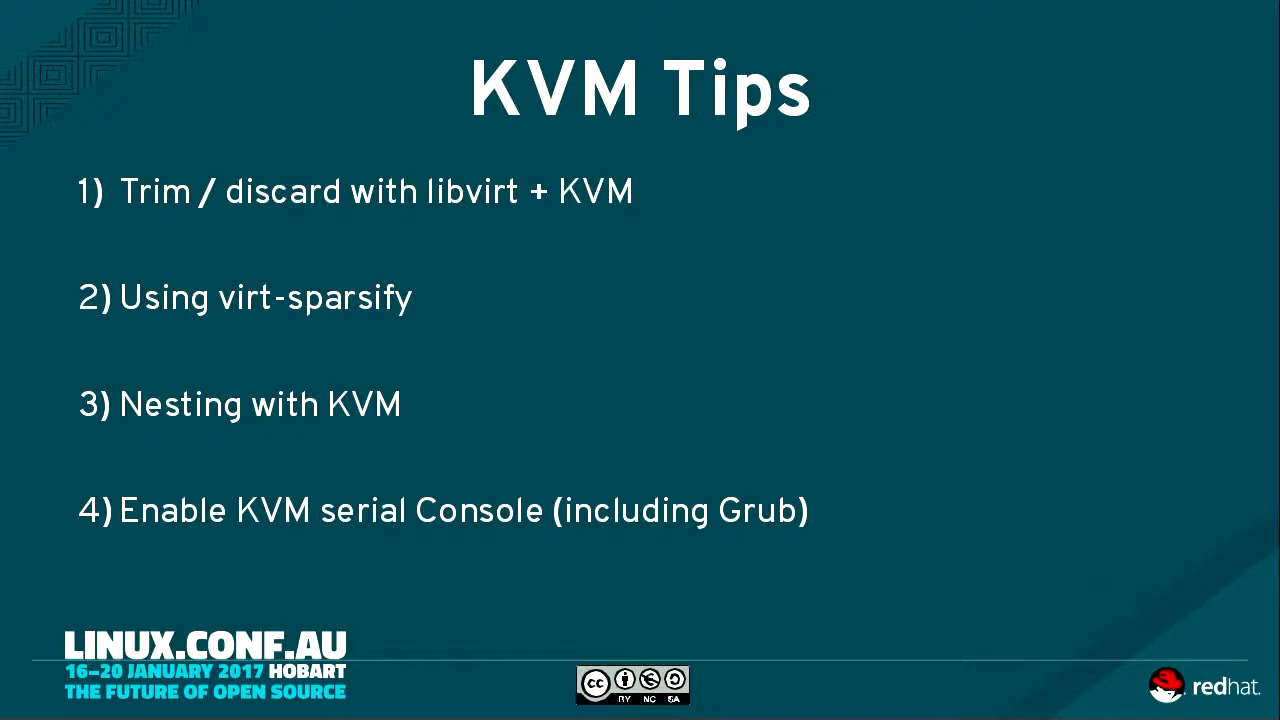 KVM Tips
1) Trim / discard with libvirt + KVM
2) Using virt-sparsify
3) Nesting with KVM
4) Enable KVM serial Console (including Grub)
LINUX.CONF.AU
16–20 JANUARY 2017 HOBART
THE FUTURE OF OPEN SOURCE
cc
BY NC SA
redhat.